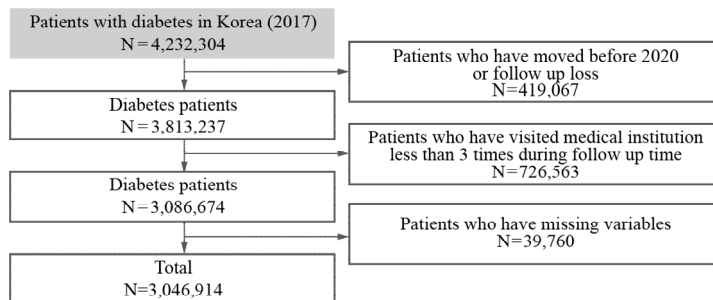 Patients with diabetes in Korea (2017)
N=4,232,304
Patients who have moved before 2020
or follow up loss
N=419,067
Diabetes patients
N=3,813,237
Patients who have visited medical institution
less than 3 times during follow up time
N=726,563
Diabetes patients
N=3,086,674
Patients who have missing variables
N=39,760
Total
N=3,046,914